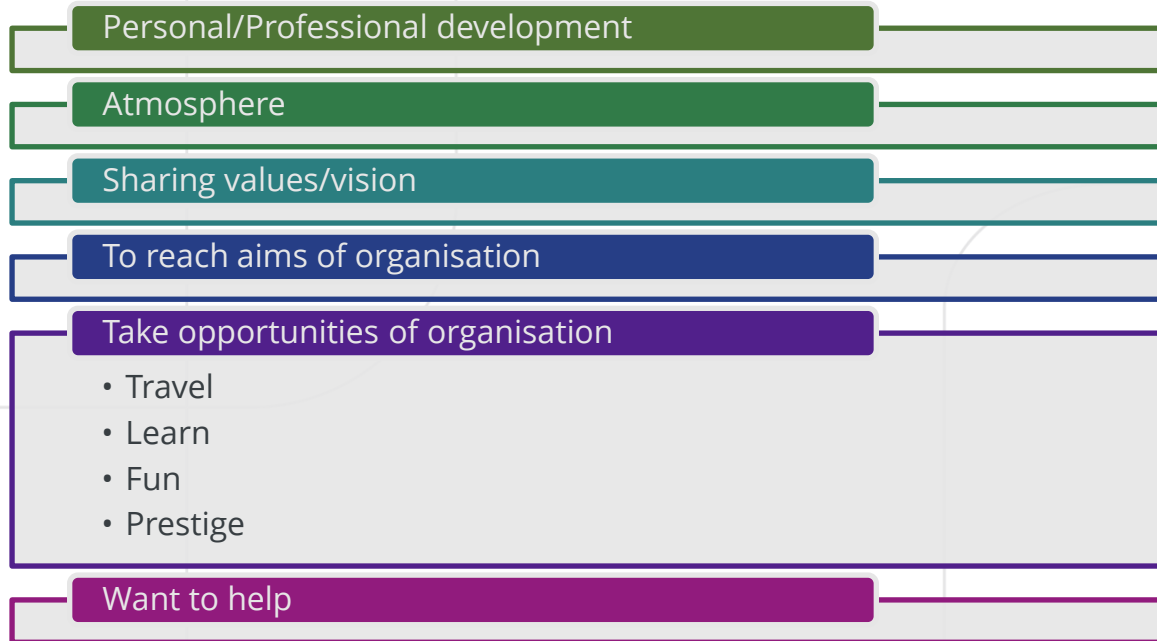 Personal/Professional development
Atmosphere
Sharing values/vision
To reach aims of organisation
Take opportunities of organisation
• Travel
• Learn
• Fun
• Prestige
Want to help